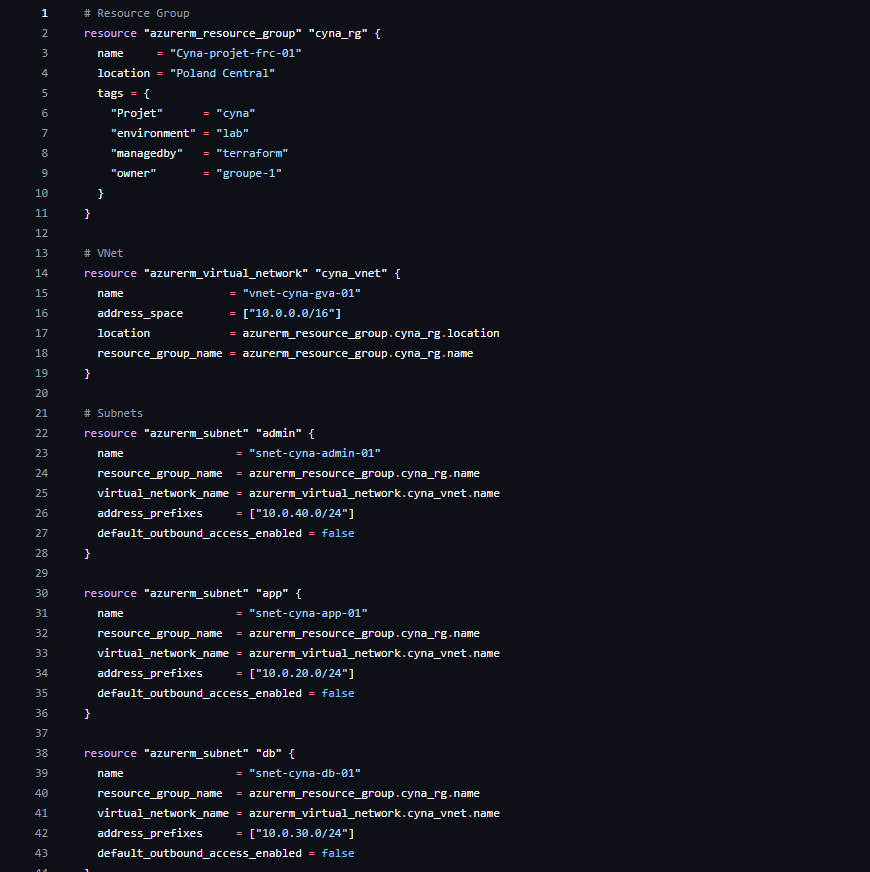 1 # Resource Group
2 resource "azurerm_resource_group" "cyna_rg" {
3   name     = "Cyna-projet-frc-01"
4   location = "Poland Central"
5   tags = {
6     "Projet"      = "cyna"
7     "environment" = "lab"
8     "managedby"   = "terraform"
9     "owner"       = "groupe-1"
10   }
11 }
12
13 # VNet
14 resource "azurerm_virtual_network" "cyna_vnet" {
15   name                = "vnet-cyna-gva-01"
16   address_space       = ["10.0.0.0/16"]
17   location            = azurerm_resource_group.cyna_rg.location
18   resource_group_name = azurerm_resource_group.cyna_rg.name
19 }
20
21 # Subnets
22 resource "azurerm_subnet" "admin" {
23   name                 = "snet-cyna-admin-01"
24   resource_group_name  = azurerm_resource_group.cyna_rg.name
25   virtual_network_name = azurerm_virtual_network.cyna_vnet.name
26   address_prefixes     = ["10.0.40.0/24"]
27   default_outbound_access_enabled = false
28 }
29
30 resource "azurerm_subnet" "app" {
31   name                 = "snet-cyna-app-01"
32   resource_group_name  = azurerm_resource_group.cyna_rg.name
33   virtual_network_name = azurerm_virtual_network.cyna_vnet.name
34   address_prefixes     = ["10.0.20.0/24"]
35   default_outbound_access_enabled = false
36 }
37
38 resource "azurerm_subnet" "db" {
39   name                 = "snet-cyna-db-01"
40   resource_group_name  = azurerm_resource_group.cyna_rg.name
41   virtual_network_name = azurerm_virtual_network.cyna_vnet.name
42   address_prefixes     = ["10.0.30.0/24"]
43   default_outbound_access_enabled = false